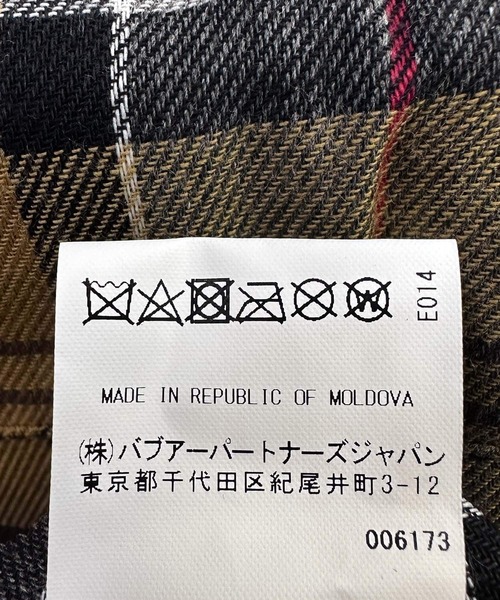 E014
MADE IN REPUBLIC OF MOLDOVA
(株)バブアーパートナーズジャパン
東京都千代田区紀尾井町3-12
006173